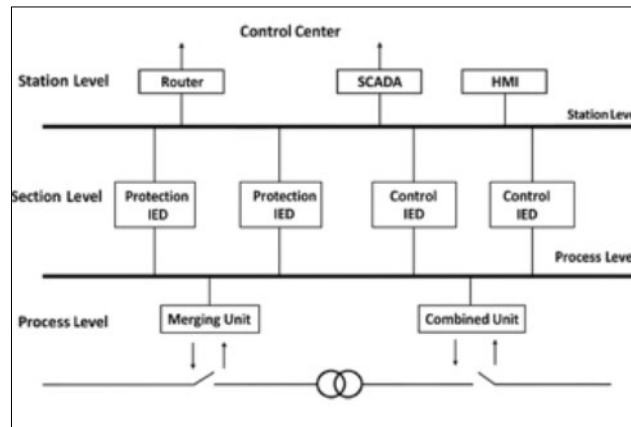 Control Center
Station Level
Router
SCADA
HMI
Station Leve
Section Level
Protection
IED
Protection
IED
Control
IED
Control
IED
Process Leve
Process Level
Merging Unit
Combined Unit